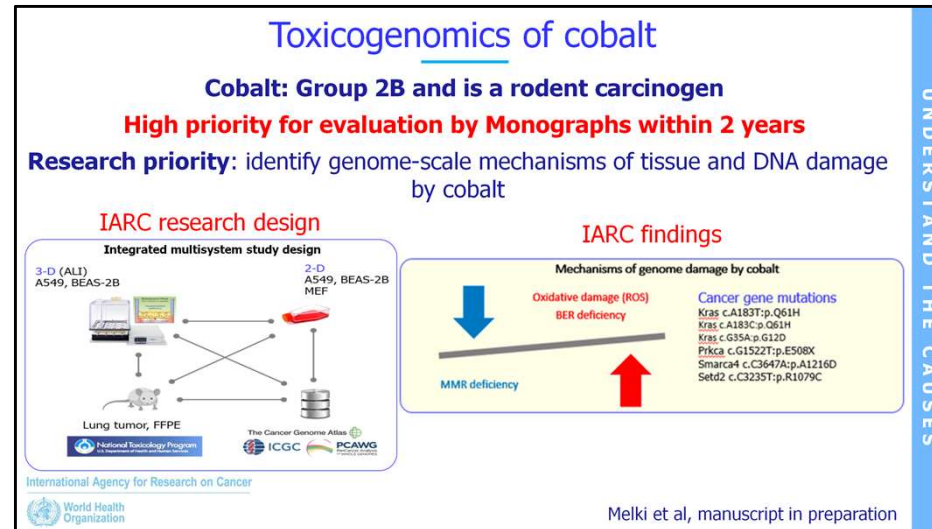 Toxicogenomics of cobalt
Cobalt: Group 2B and is a rodent carcinogen
High priority for evaluation by Monographs within 2 years
Research priority: identify genome-scale mechanisms of tissue and DNA damage
by cobalt
IARC research design
Integrated multisystem study design
3-D (ALI)
A549, BEAS-2B
2-D
A549, BEAS-2B
MEF
Lung tumor, FFPE
National Toxicology Program
U.S. Department of Health and Human Services
The Cancer Genome Atlas
ICGC
PCAWG
IARC findings
Mechanisms of genome damage by cobalt
Oxidative damage (ROS)
BER deficiency
MMR deficiency
Cancer gene mutations
Kras c.A183T:p.Q61H
Kras c.A183C:p.Q61H
Kras c.G35A:p.G12D
Prkca c.G1522T:p.E508X
Smarca4 c.C3647A:p.A1216D
Setd2 c.C3235T:p.R1079C
International Agency for Research on Cancer
World Health
Organization
Melki et al, manuscript in preparation
UNDERSTAND THE CAUSES